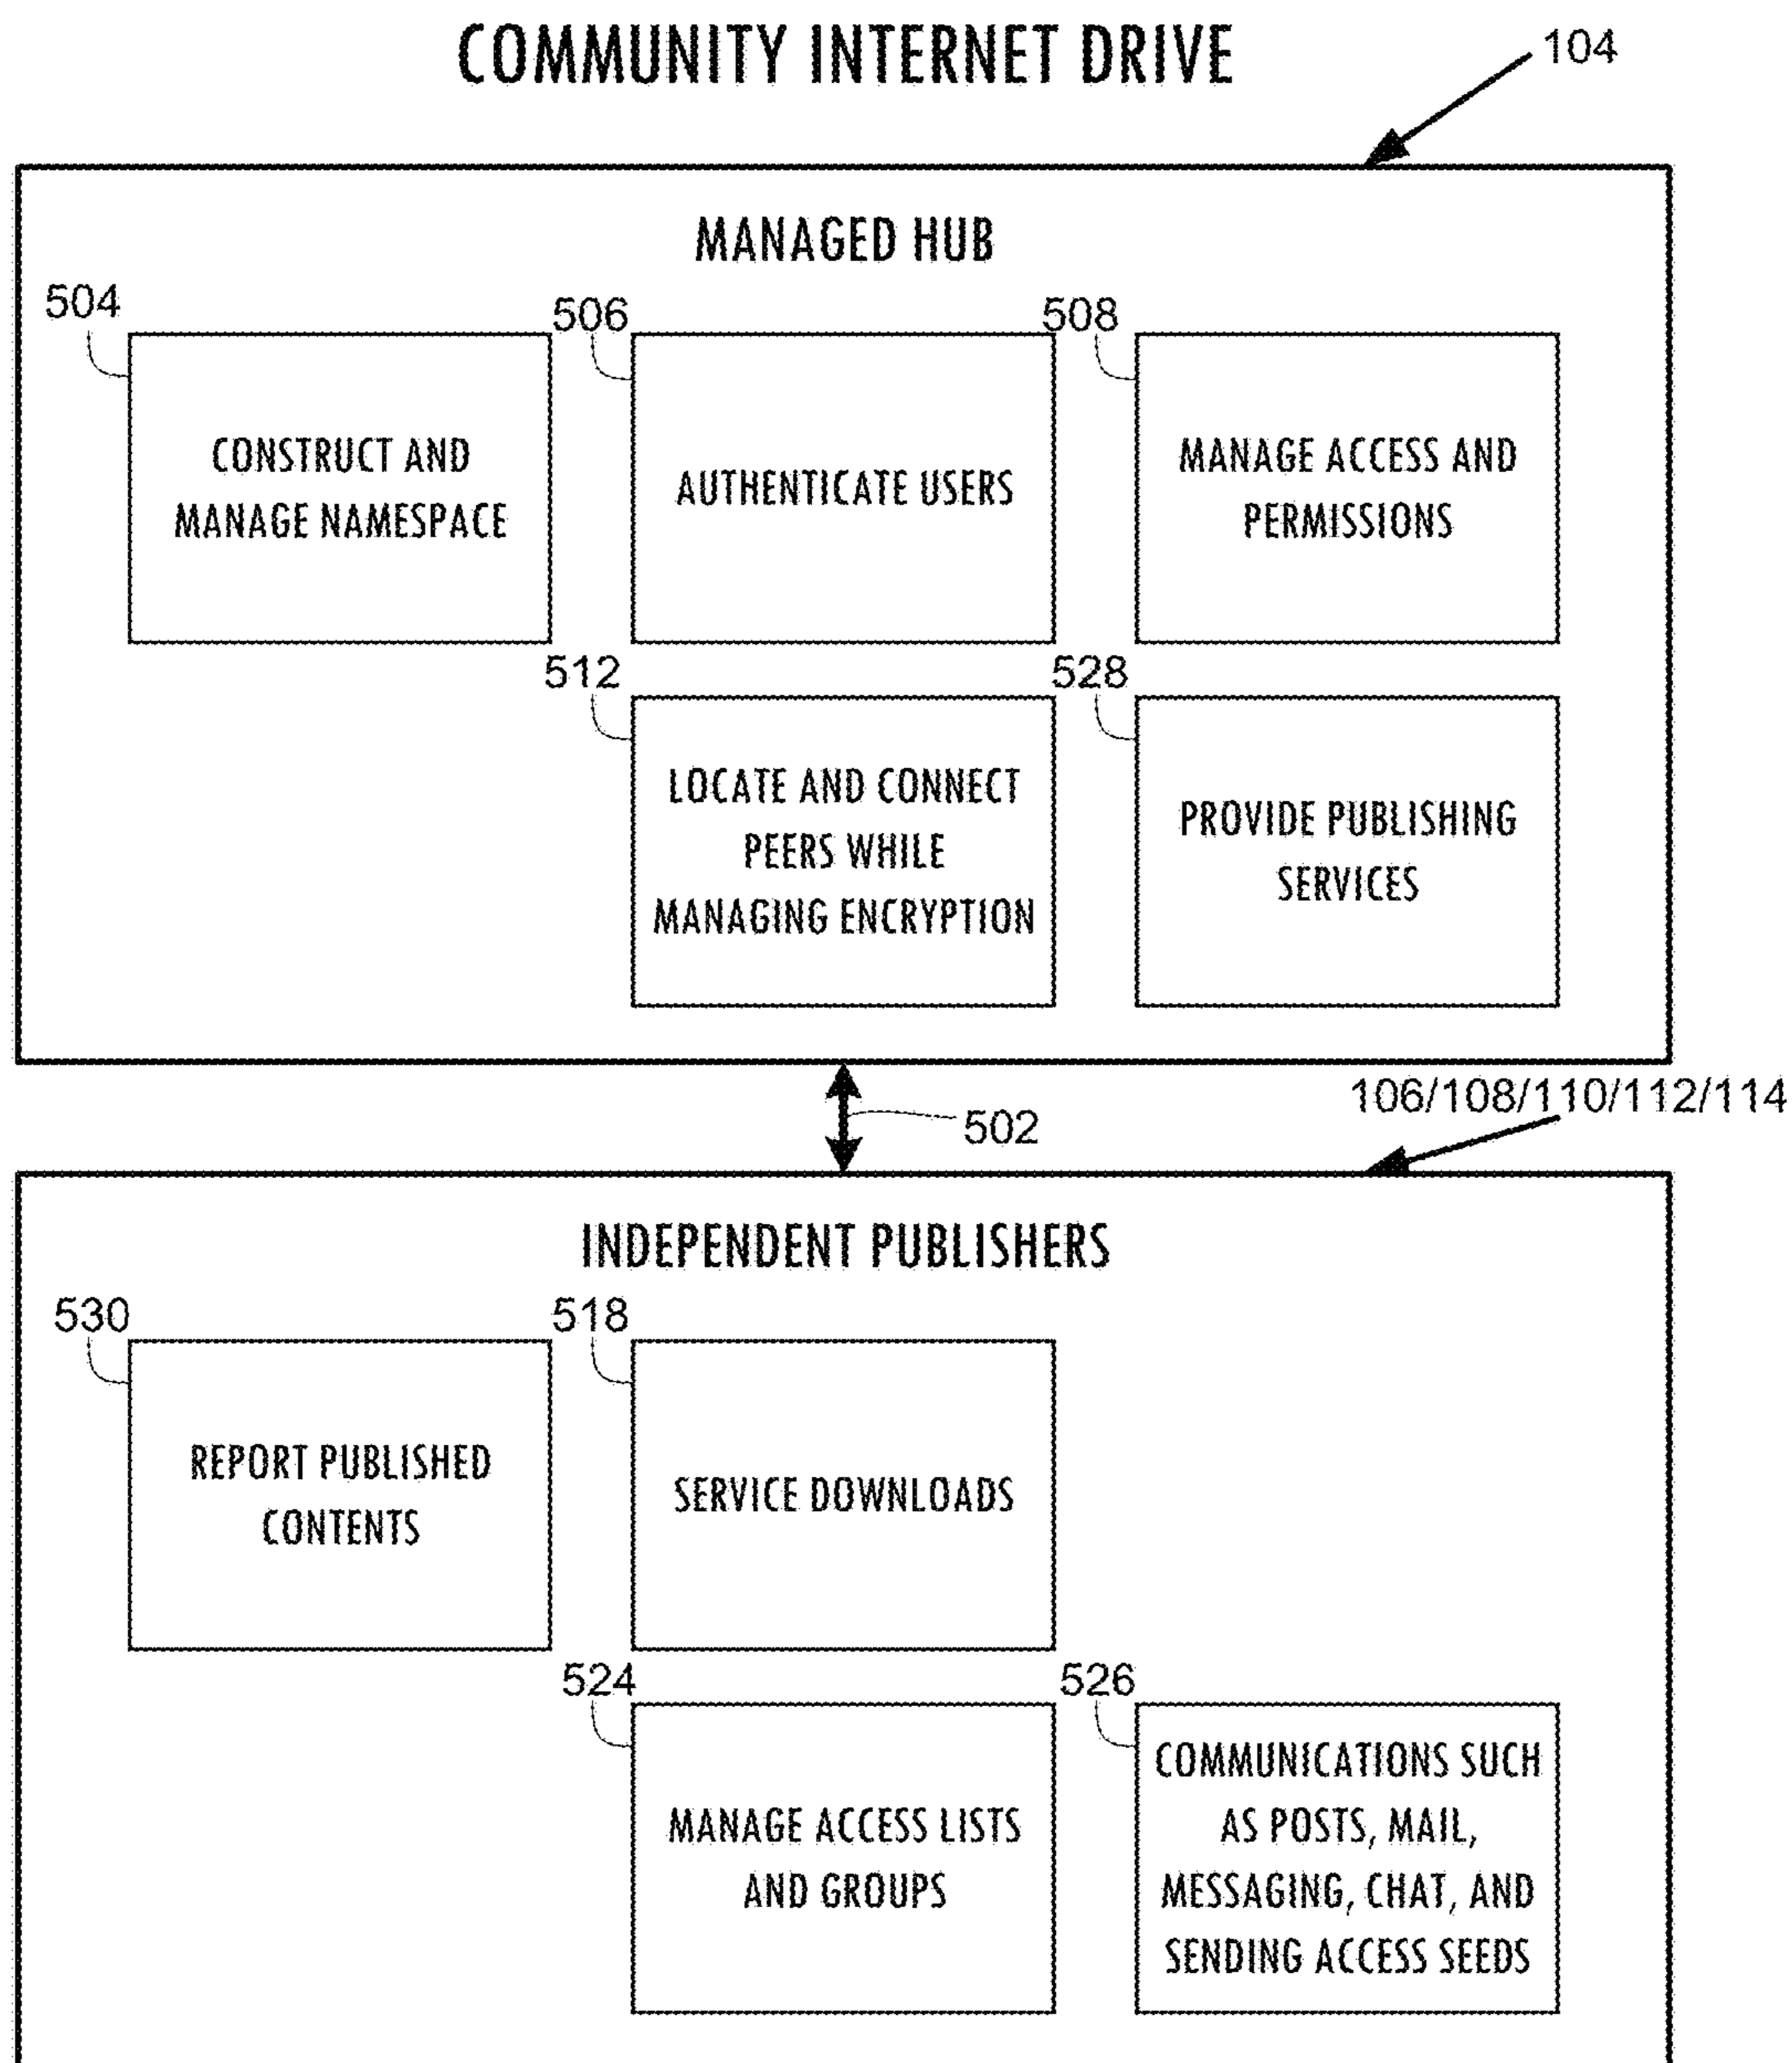 COMMUNITY INTERNET DRIVE
104
MANAGED HUB
504
CONSTRUCT AND
MANAGE NAMESPACE
506
AUTHENTICATE USERS
508
MANAGE ACCESS AND
PERMISSIONS
512
LOCATE AND CONNECT
PEERS WHILE
MANAGING ENCRYPTION
528
PROVIDE PUBLISHING
SERVICES
502
106/108/110/112/114
INDEPENDENT PUBLISHERS
530
REPORT PUBLISHED
CONTENTS
518
SERVICE DOWNLOADS
524
MANAGE ACCESS LISTS
AND GROUPS
526
COMMUNICATIONS SUCH
AS POSTS, MAIL,
MESSAGING, CHAT, AND
SENDING ACCESS SEEDS